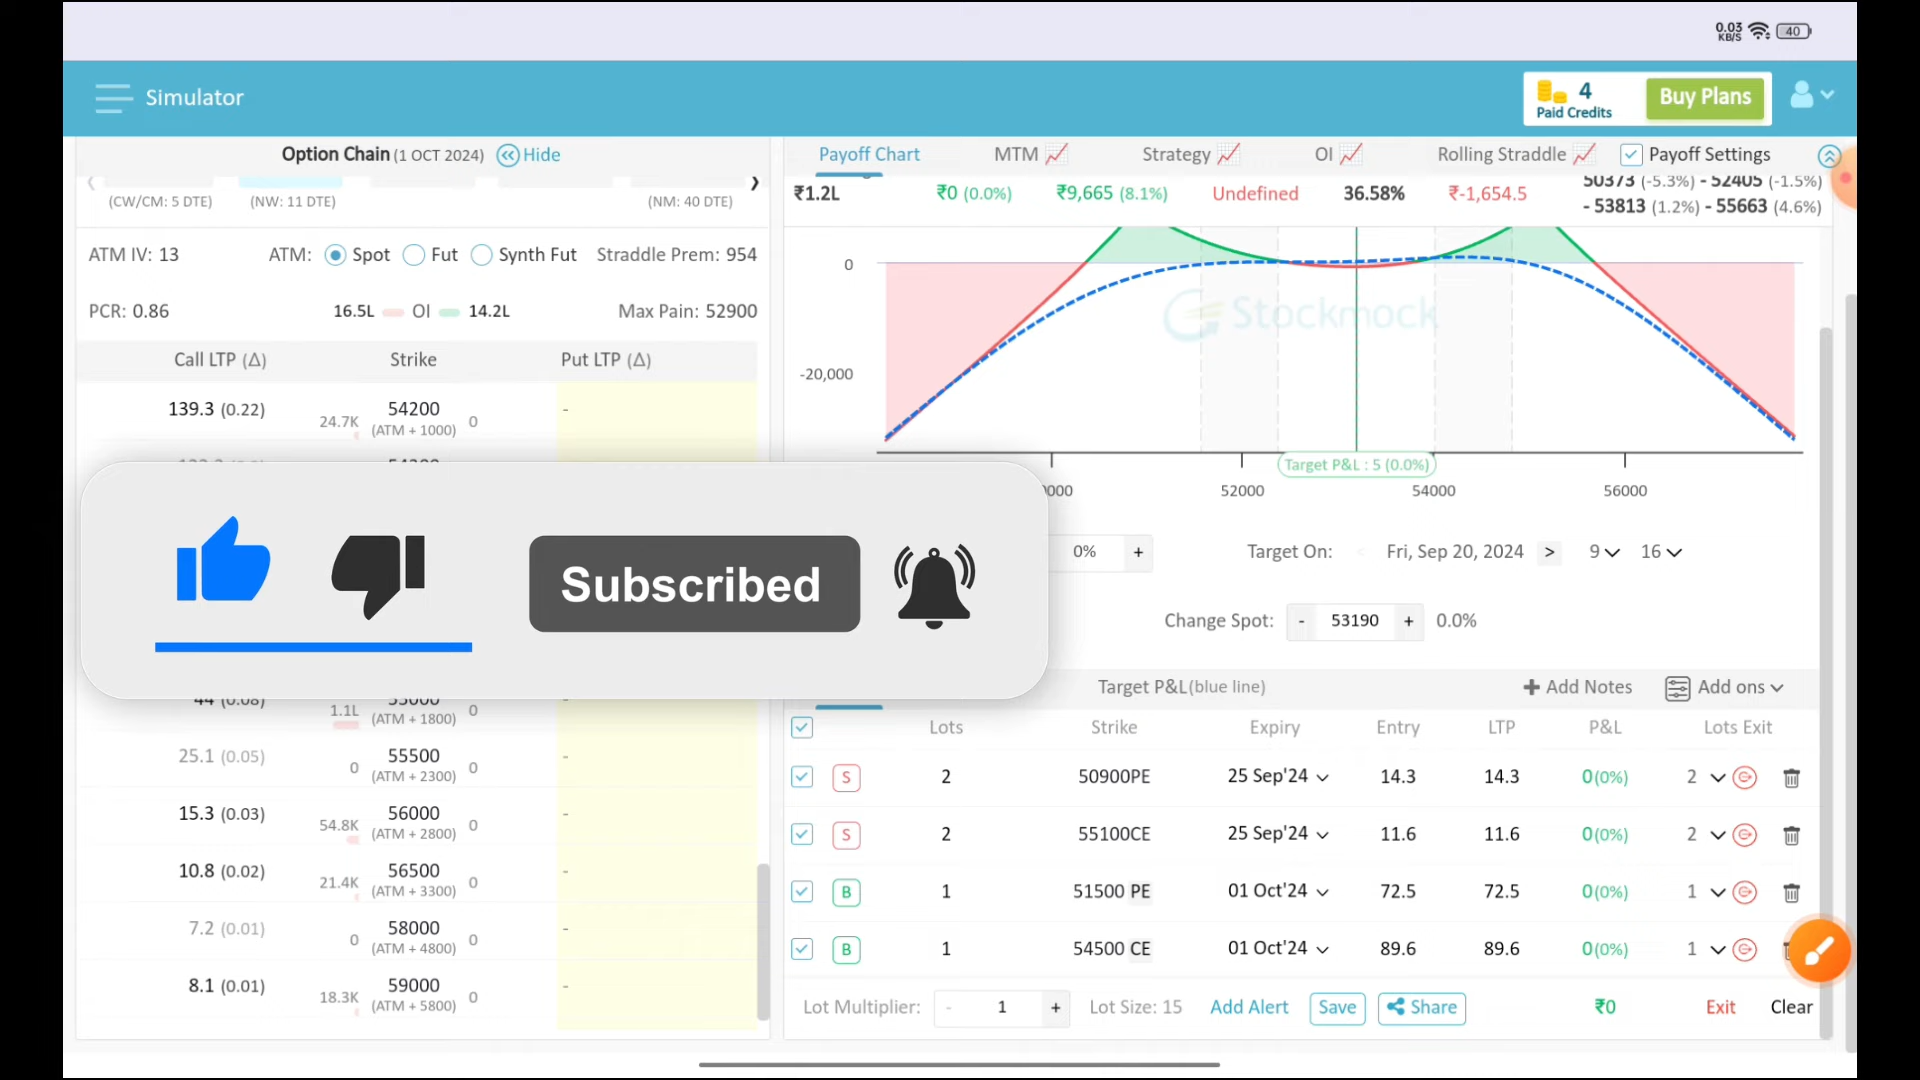 0.03 KB/S 40
Simulator
4
Paid Credits
Buy Plans
Option Chain (1 OCT 2024) Hide
(CW/CM: 5 DTE) (NW: 11 DTE) (NM: 40 DTE)
ATM IV: 13 ATM: Spot Fut Synth Fut Straddle Prem: 954
PCR: 0.86 16.5L OI 14.2L Max Pain: 52900
Call LTP (Δ) Strike Put LTP (Δ)
139.3 (0.22) 24.7K 54200 (ATM + 1000) 0 -
1.1L (ATM + 1800) 0
25.1 (0.05) 0 55500 (ATM + 2300) 0 -
15.3 (0.03) 54.8K 56000 (ATM + 2800) 0 -
10.8 (0.02) 21.4K 56500 (ATM + 3300) 0 -
7.2 (0.01) 0 58000 (ATM + 4800) 0 -
8.1 (0.01) 18.3K 59000 (ATM + 5800) 0 -
Subscribed
Payoff Chart MTM Strategy OI Rolling Straddle Payoff Settings
₹1.2L ₹0 (0.0%) ₹9,665 (8.1%) Undefined 36.58% ₹-1,654.5
50373 (-5.3%) - 52405 (-1.5%)
- 53813 (1.2%) - 55663 (4.6%)
0
Stockmock
-20,000
Target P&L : 5 (0.0%)
52000 54000 56000
0% + Target On: < Fri, Sep 20, 2024 > 9 16
Change Spot: - 53190 + 0.0%
Target P&L(blue line) Add Notes Add ons
Lots Strike Expiry Entry LTP P&L Lots Exit
S 2 50900PE 25 Sep'24 14.3 14.3 0(0%) 2
S 2 55100CE 25 Sep'24 11.6 11.6 0(0%) 2
B 1 51500 PE 01 Oct'24 72.5 72.5 0(0%) 1
B 1 54500 CE 01 Oct'24 89.6 89.6 0(0%) 1
Lot Multiplier: - 1 + Lot Size: 15 Add Alert Save Share ₹0 Exit Clear